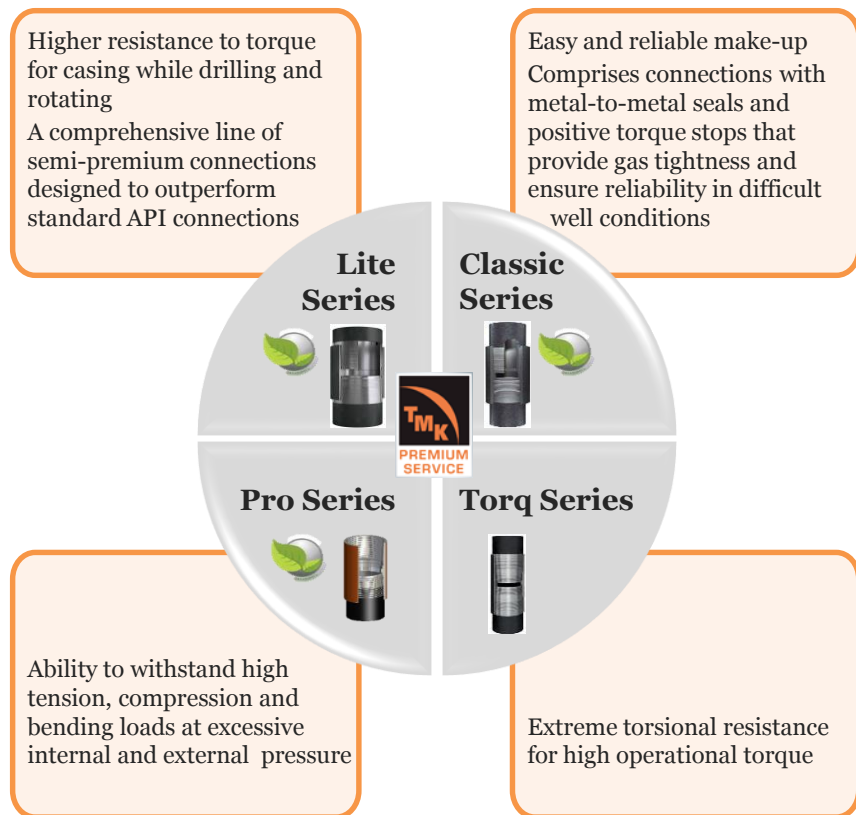 Higher resistance to torque
for casing while drilling and
rotating
A comprehensive line of
semi-premium connections
designed to outperform
standard API connections
Easy and reliable make-up
Comprises connections with
metal-to-metal seals and
positive torque stops that
provide gas tightness and
ensure reliability in difficult
well conditions
Lite
Series
Classic
Series
TMK
PREMIUM
SERVICE
Pro Series
Torq Series
Ability to withstand high
tension, compression and
bending loads at excessive
internal and external pressure
Extreme torsional resistance
for high operational torque